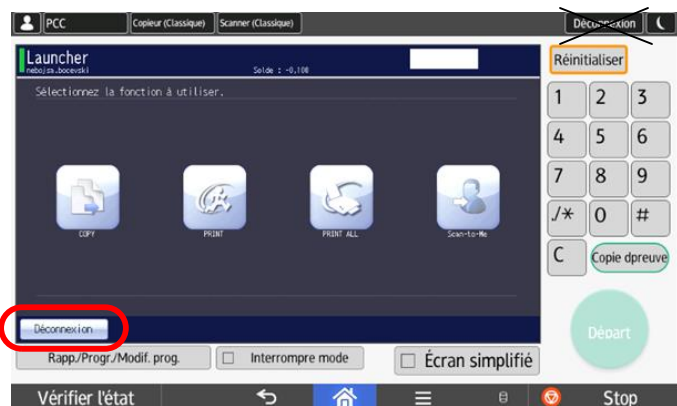 PCC Copieur (Classique) Scanner (Classique) Déconnexion
Launcher
nebojsa.bocevski Solde : -0,100
Réinitialiser
Sélectionnez la fonction à utiliser.
1 2 3
4 5 6
7 8 9
./* 0 #
C Copie dpreuve
COPY PRINT PRINT ALL Scan-to-Me
Départ
Déconnexion
Rapp./Progr./Modif. prog. Interrompre mode Écran simplifié
Vérifier l'état Stop